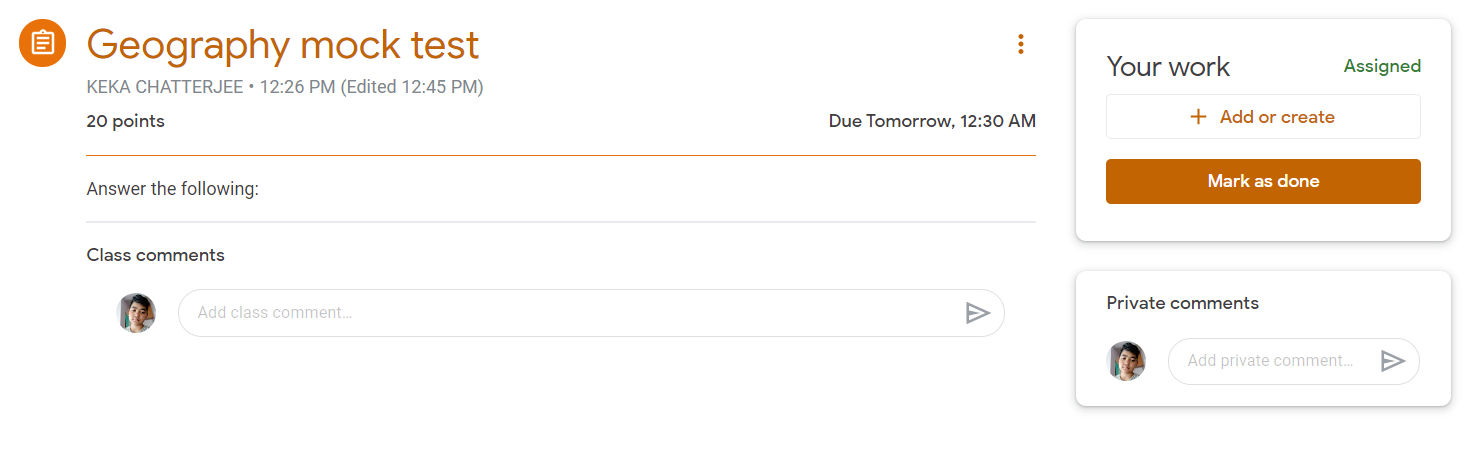 Geography mock test
KEKA CHATTERJEE • 12:26 PM (Edited 12:45 PM)
20 points
Due Tomorrow, 12:30 AM
Answer the following:
Class comments
Add class comment...
Your work
Assigned
+ Add or create
Mark as done
Private comments
Add private comment...